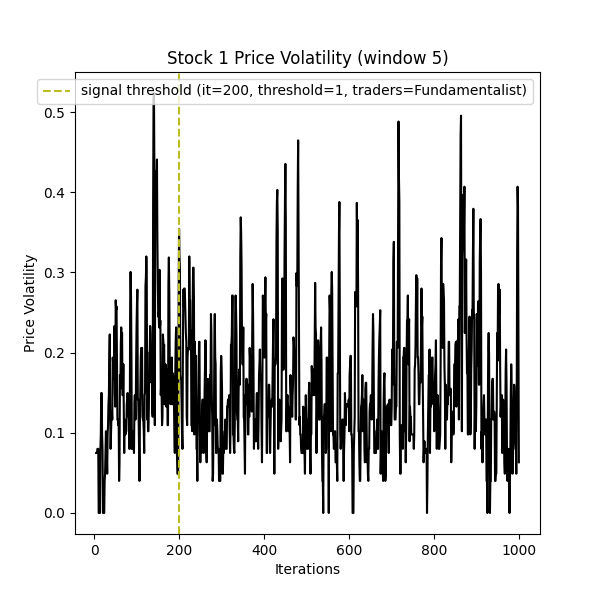 Stock 1 Price Volatility (window 5)
signal threshold (it=200, threshold=1, traders=Fundamentalist)
0.5
0.4
0.3
0.2
0.1
0.0
Price Volatility
0 200 400 600 800 1000
Iterations